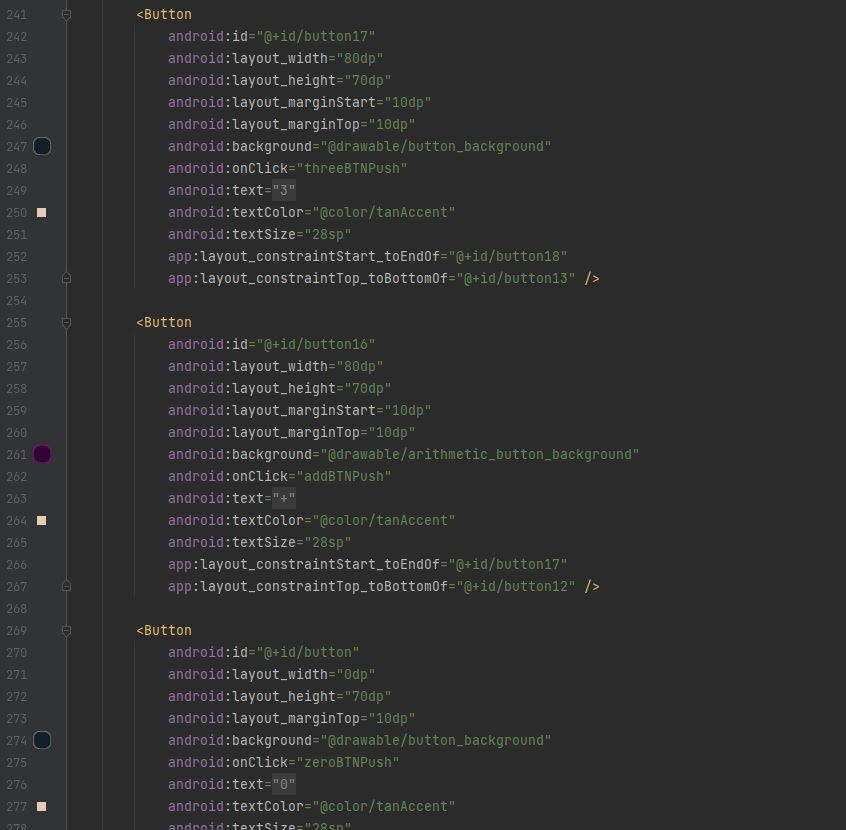 241 <Button
242 android:id="@+id/button17"
243 android:layout_width="80dp"
244 android:layout_height="70dp"
245 android:layout_marginStart="10dp"
246 android:layout_marginTop="10dp"
247 android:background="@drawable/button_background"
248 android:onClick="threeBTNPush"
249 android:text="3"
250 android:textColor="@color/tanAccent"
251 android:textSize="28sp"
252 app:layout_constraintStart_toEndOf="@+id/button18"
253 app:layout_constraintTop_toBottomOf="@+id/button13" />
254
255 <Button
256 android:id="@+id/button16"
257 android:layout_width="80dp"
258 android:layout_height="70dp"
259 android:layout_marginStart="10dp"
260 android:layout_marginTop="10dp"
261 android:background="@drawable/arithmetic_button_background"
262 android:onClick="addBTNPush"
263 android:text="+"
264 android:textColor="@color/tanAccent"
265 android:textSize="28sp"
266 app:layout_constraintStart_toEndOf="@+id/button17"
267 app:layout_constraintTop_toBottomOf="@+id/button12" />
268
269 <Button
270 android:id="@+id/button"
271 android:layout_width="0dp"
272 android:layout_height="70dp"
273 android:layout_marginTop="10dp"
274 android:background="@drawable/button_background"
275 android:onClick="zeroBTNPush"
276 android:text="0"
277 android:textColor="@color/tanAccent"
278 android:textSize="28sp"